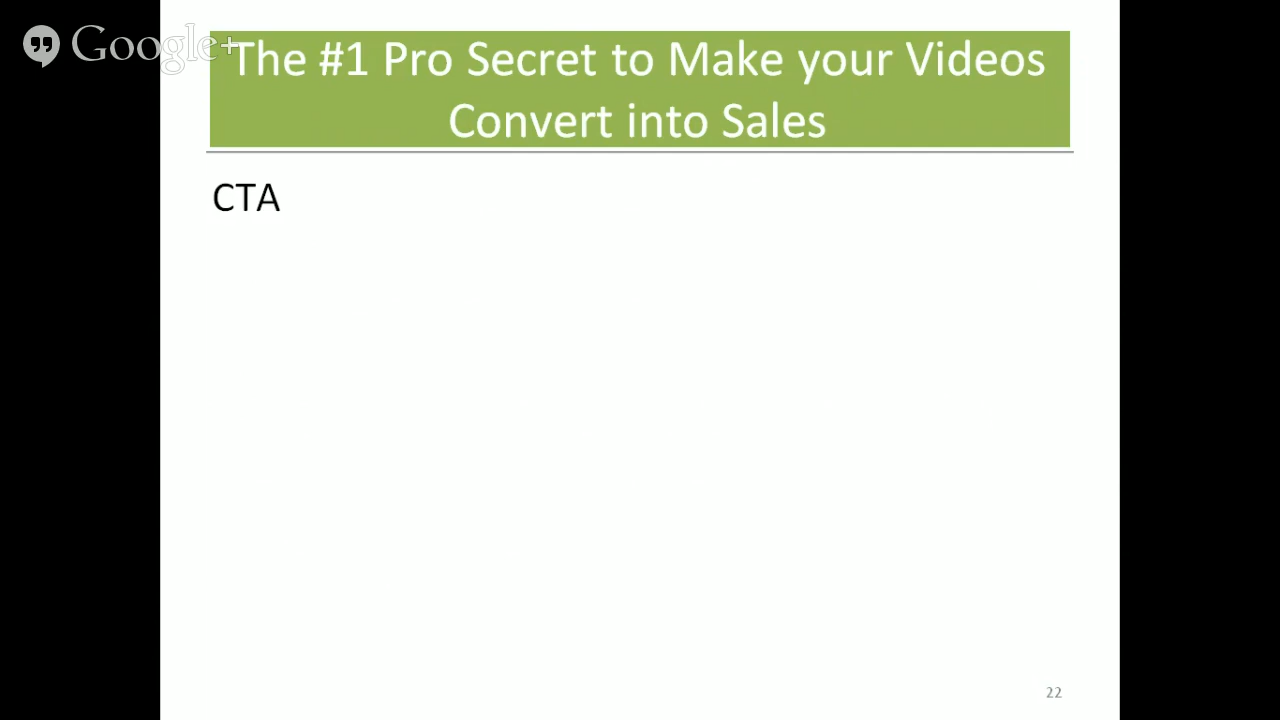 Google+
The #1 Pro Secret to Make your Videos
Convert into Sales
CTA
22